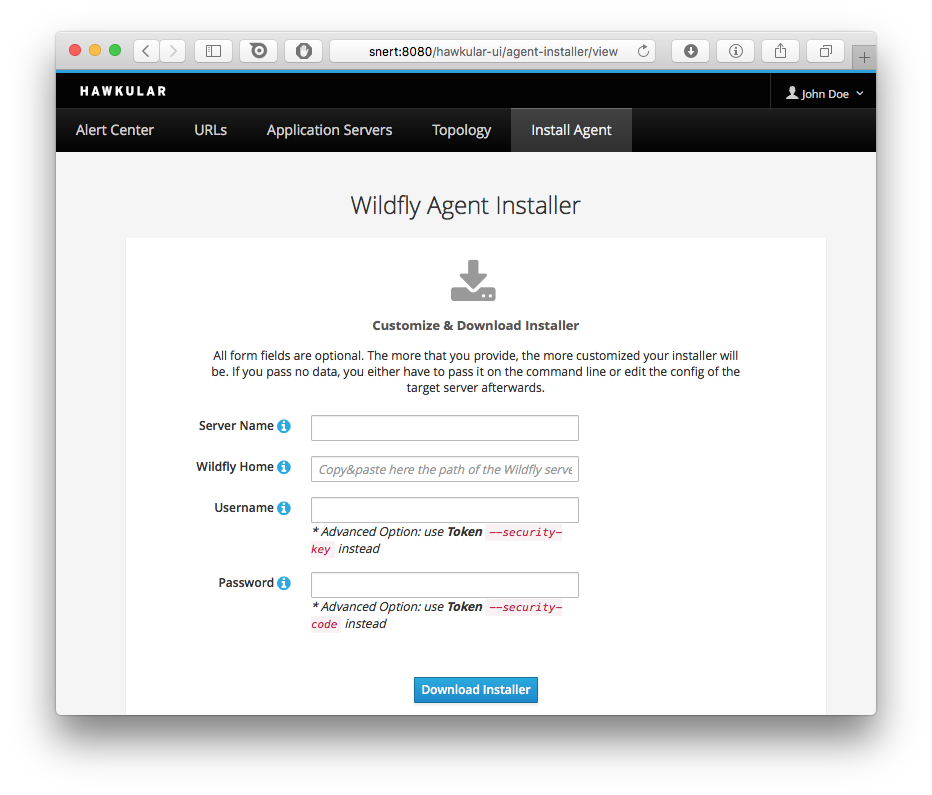 snert:8080/hawkular-ui/agent-installer/view
HAWKULAR
John Doe
Alert Center URLs Application Servers Topology Install Agent
Wildfly Agent Installer
Customize & Download Installer
All form fields are optional. The more that you provide, the more customized your installer will
be. If you pass no data, you either have to pass it on the command line or edit the config of the
target server afterwards.
Server Name
Wildfly Home Copy&paste here the path of the Wildfly serve
Username
* Advanced Option: use Token --security-
key instead
Password
* Advanced Option: use Token --security-
code instead
Download Installer